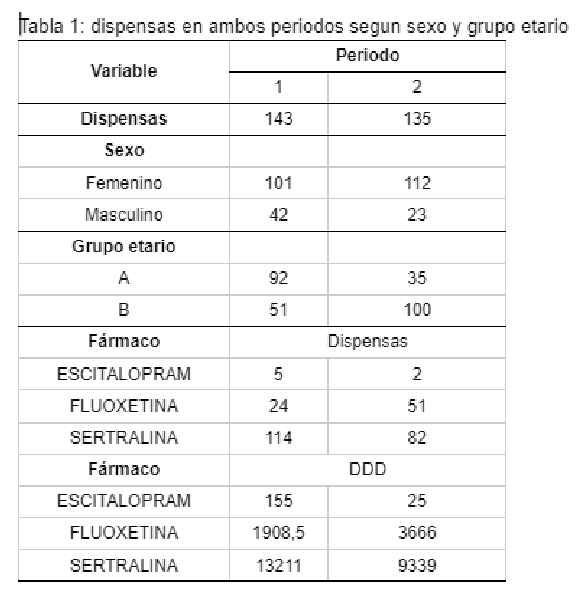 Tabla 1: dispensas en ambos periodos segun sexo y grupo etario
Variable Periodo
1 2
Dispensas 143 135
Sexo
Femenino 101 112
Masculino 42 23
Grupo etario
A 92 35
B 51 100
Fármaco Dispensas
ESCITALOPRAM 5 2
FLUOXETINA 24 51
SERTRALINA 114 82
Fármaco DDD
ESCITALOPRAM 155 25
FLUOXETINA 1908,5 3666
SERTRALINA 13211 9339